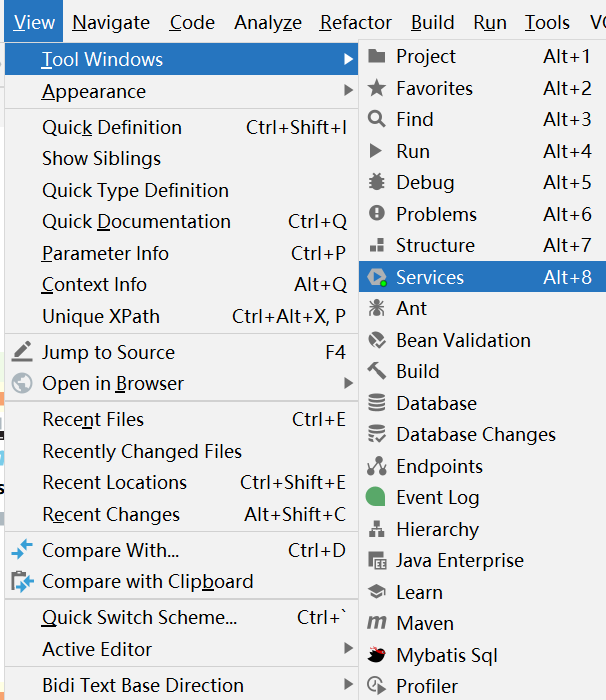 View Navigate Code Analyze Refactor Build Run Tools VC
Tool Windows
Appearance
Quick Definition Ctrl+Shift+I
Show Siblings
Quick Type Definition
Quick Documentation Ctrl+Q
Parameter Info Ctrl+P
Context Info Alt+Q
Unique XPath Ctrl+Alt+X, P
Jump to Source F4
Open in Browser
Recent Files Ctrl+E
Recently Changed Files
Recent Locations Ctrl+Shift+E
Recent Changes Alt+Shift+C
Compare With... Ctrl+D
Compare with Clipboard
Quick Switch Scheme... Ctrl+`
Active Editor
Bidi Text Base Direction
Project Alt+1
Favorites Alt+2
Find Alt+3
Run Alt+4
Debug Alt+5
Problems Alt+6
Structure Alt+7
Services Alt+8
Ant
Bean Validation
Build
Database
Database Changes
Endpoints
Event Log
Hierarchy
Java Enterprise
Learn
Maven
Mybatis Sql
Profiler